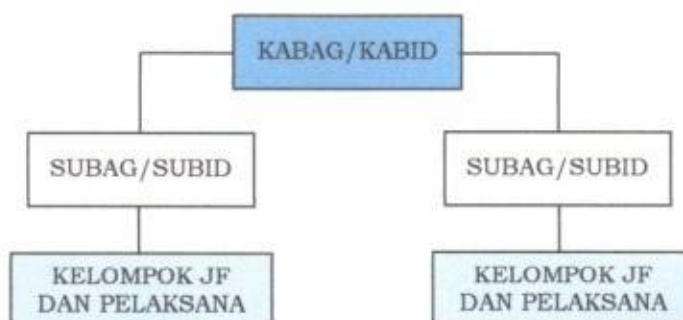 KABAG/KABID
SUBAG/SUBID
SUBAG/SUBID
KELOMPOK JF
DAN PELAKSANA
KELOMPOK JF
DAN PELAKSANA